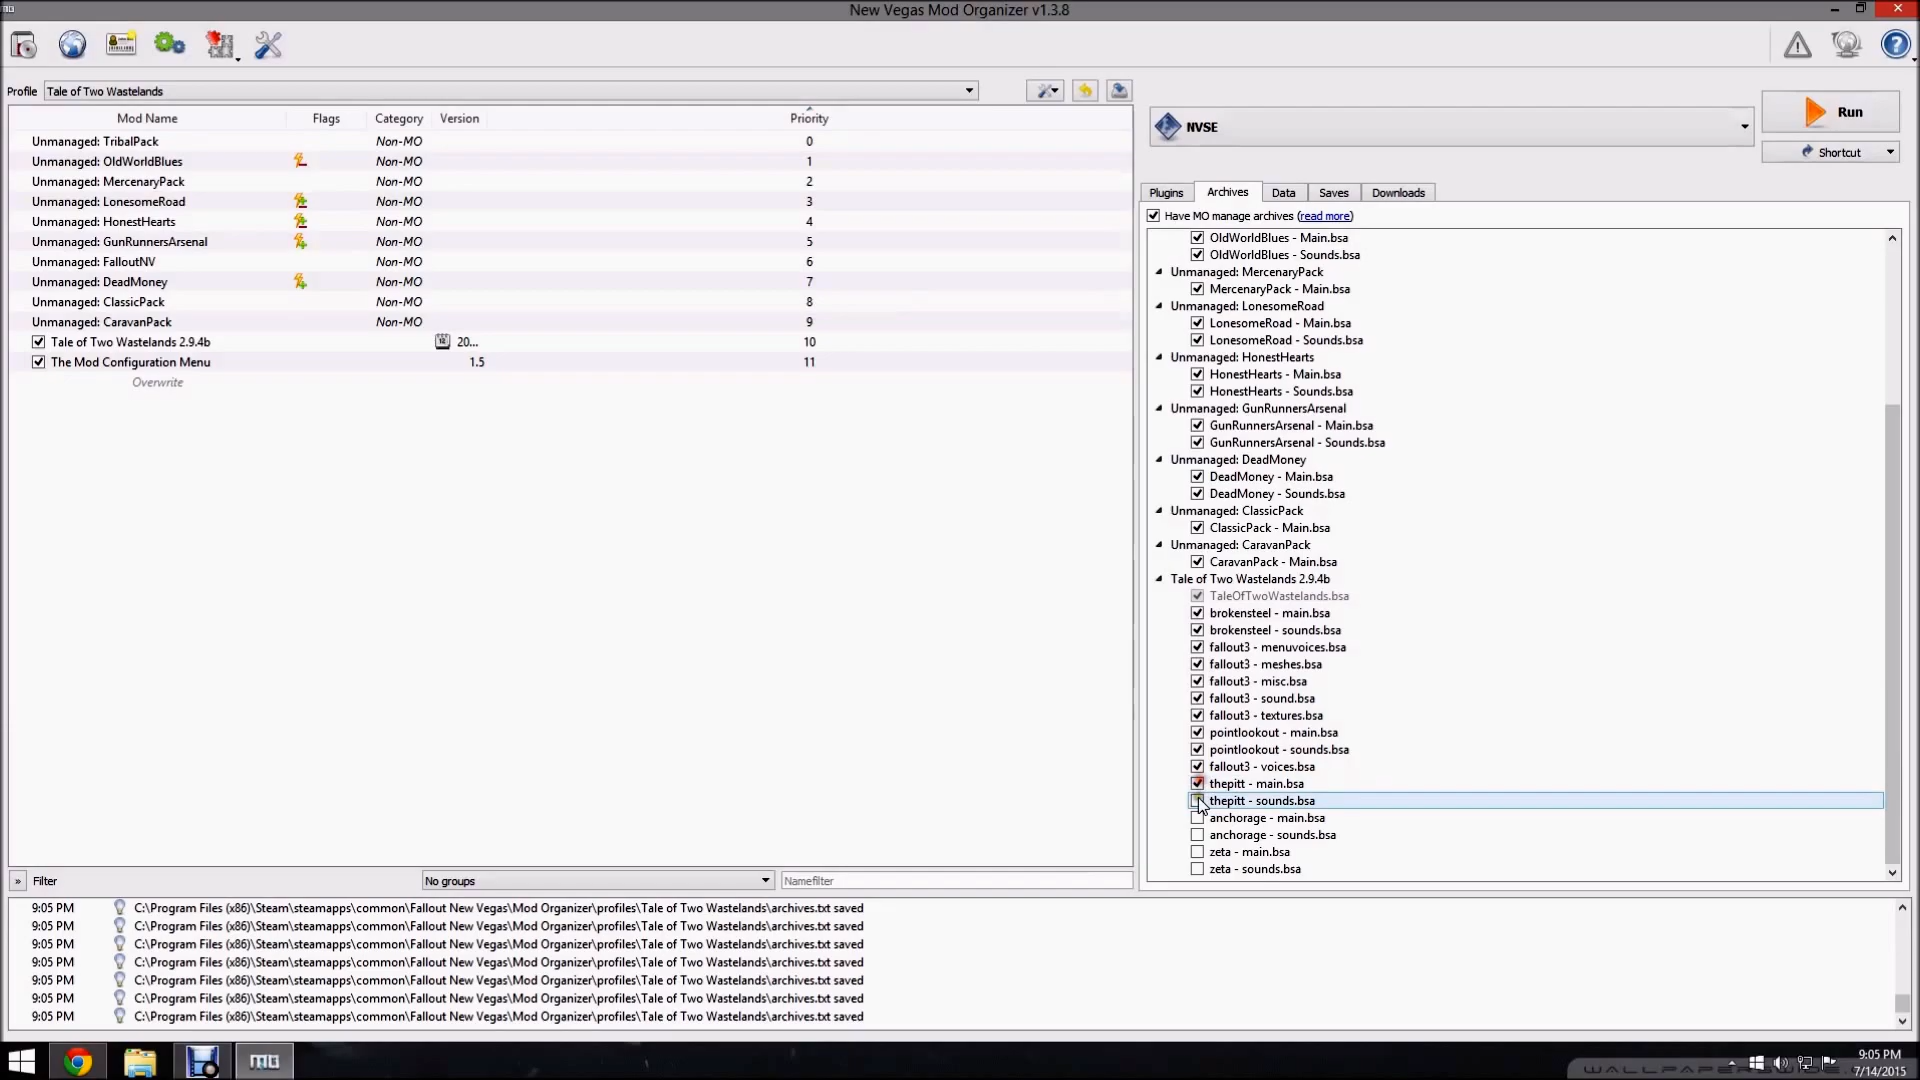 New Vegas Mod Organizer v1.3.8
Profile Tale of Two Wastelands
Mod Name Flags Category Version Priority
Unmanaged: TribalPack Non-MO 0
Unmanaged: OldWorldBlues Non-MO 1
Unmanaged: MercenaryPack Non-MO 2
Unmanaged: LonesomeRoad Non-MO 3
Unmanaged: HonestHearts Non-MO 4
Unmanaged: GunRunnersArsenal Non-MO 5
Unmanaged: FalloutNV Non-MO 6
Unmanaged: DeadMoney Non-MO 7
Unmanaged: ClassicPack Non-MO 8
Unmanaged: CaravanPack Non-MO 9
Tale of Two Wastelands 2.9.4b 20... 10
The Mod Configuration Menu 1.5 11
Overwrite
» Filter No groups Namefilter
NVSE
Run
Shortcut
Plugins Archives Data Saves Downloads
Have MO manage archives (read more)
OldWorldBlues - Main.bsa
OldWorldBlues - Sounds.bsa
Unmanaged: MercenaryPack
MercenaryPack - Main.bsa
Unmanaged: LonesomeRoad
LonesomeRoad - Main.bsa
LonesomeRoad - Sounds.bsa
Unmanaged: HonestHearts
HonestHearts - Main.bsa
HonestHearts - Sounds.bsa
Unmanaged: GunRunnersArsenal
GunRunnersArsenal - Main.bsa
GunRunnersArsenal - Sounds.bsa
Unmanaged: DeadMoney
DeadMoney - Main.bsa
DeadMoney - Sounds.bsa
Unmanaged: ClassicPack
ClassicPack - Main.bsa
Unmanaged: CaravanPack
CaravanPack - Main.bsa
Tale of Two Wastelands 2.9.4b
TaleOfTwoWastelands.bsa
brokensteel - main.bsa
brokensteel - sounds.bsa
fallout3 - menuvoices.bsa
fallout3 - meshes.bsa
fallout3 - misc.bsa
fallout3 - sound.bsa
fallout3 - textures.bsa
pointlookout - main.bsa
pointlookout - sounds.bsa
fallout3 - voices.bsa
thepitt - main.bsa
thepitt - sounds.bsa
anchorage - main.bsa
anchorage - sounds.bsa
zeta - main.bsa
zeta - sounds.bsa
9:05 PM C:\Program Files (x86)\Steam\steamapps\common\Fallout New Vegas\Mod Organizer\profiles\Tale of Two Wastelands\archives.txt saved
9:05 PM C:\Program Files (x86)\Steam\steamapps\common\Fallout New Vegas\Mod Organizer\profiles\Tale of Two Wastelands\archives.txt saved
9:05 PM C:\Program Files (x86)\Steam\steamapps\common\Fallout New Vegas\Mod Organizer\profiles\Tale of Two Wastelands\archives.txt saved
9:05 PM C:\Program Files (x86)\Steam\steamapps\common\Fallout New Vegas\Mod Organizer\profiles\Tale of Two Wastelands\archives.txt saved
9:05 PM C:\Program Files (x86)\Steam\steamapps\common\Fallout New Vegas\Mod Organizer\profiles\Tale of Two Wastelands\archives.txt saved
9:05 PM C:\Program Files (x86)\Steam\steamapps\common\Fallout New Vegas\Mod Organizer\profiles\Tale of Two Wastelands\archives.txt saved
9:05 PM C:\Program Files (x86)\Steam\steamapps\common\Fallout New Vegas\Mod Organizer\profiles\Tale of Two Wastelands\archives.txt saved
9:05 PM
7/14/2015